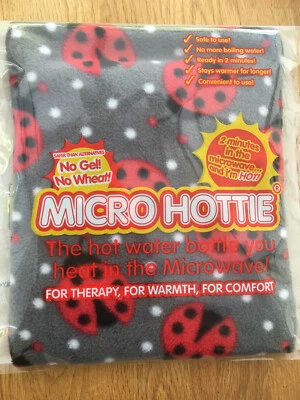 Safe to use!
No more boiling water!
Ready in 2 minutes!
Stays warmer for longer!
Convenient to use!
SAFER THAN ALTERNATIVES
No Gel!
No Wheat!
2 minutes
in the
microwave...
and I'm HOT!
MICRO HOTTIE®
The hot water bottle you
heat in the Microwave!
FOR THERAPY, FOR WARMTH, FOR COMFORT